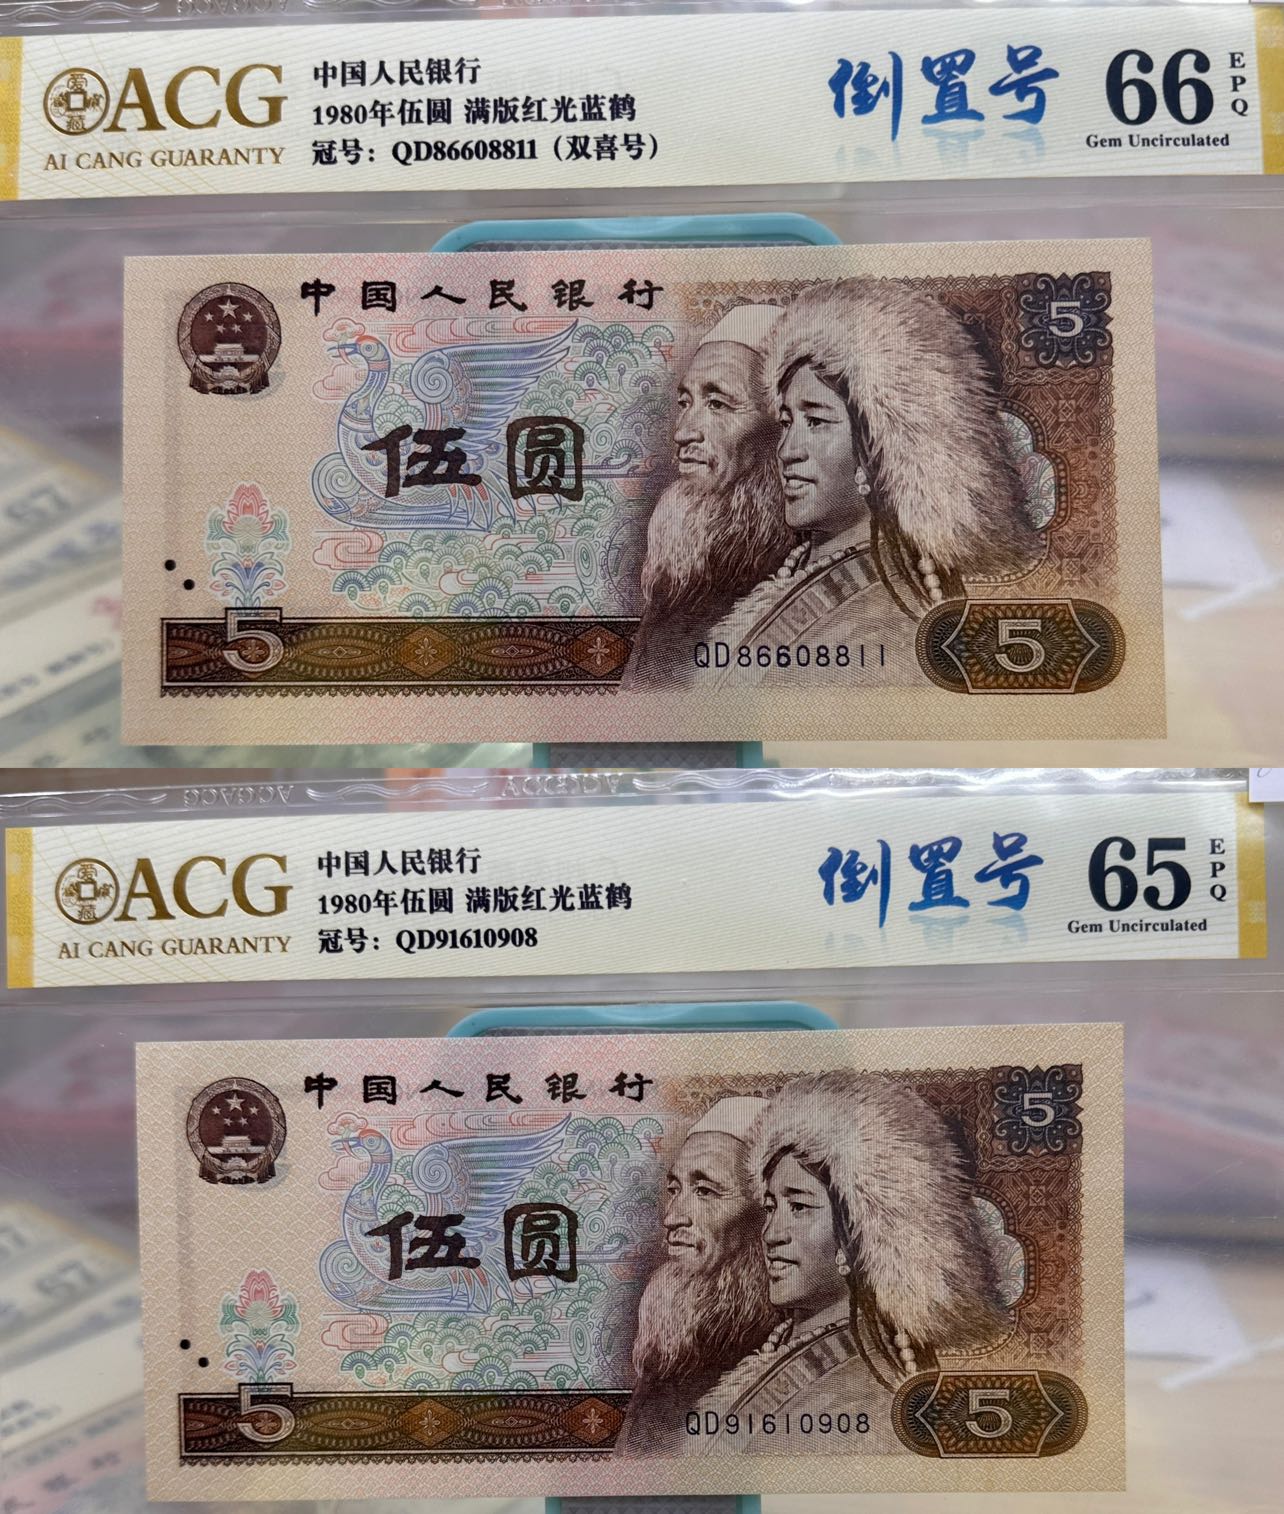 ACG
AI CANG GUARANTY
中国人民银行
1980年伍圆 满版红光蓝鹤
冠号：QD86608811（双喜号）
倒置号
66
EPQ
Gem Uncirculated
中国人民银行
5
伍圆
5
QD86608811
5
ACGACG
ACGACG
ACG
AI CANG GUARANTY
中国人民银行
1980年伍圆 满版红光蓝鹤
冠号：QD91610908
倒置号
65
EPQ
Gem Uncirculated
中国人民银行
5
伍圆
5
QD91610908
5